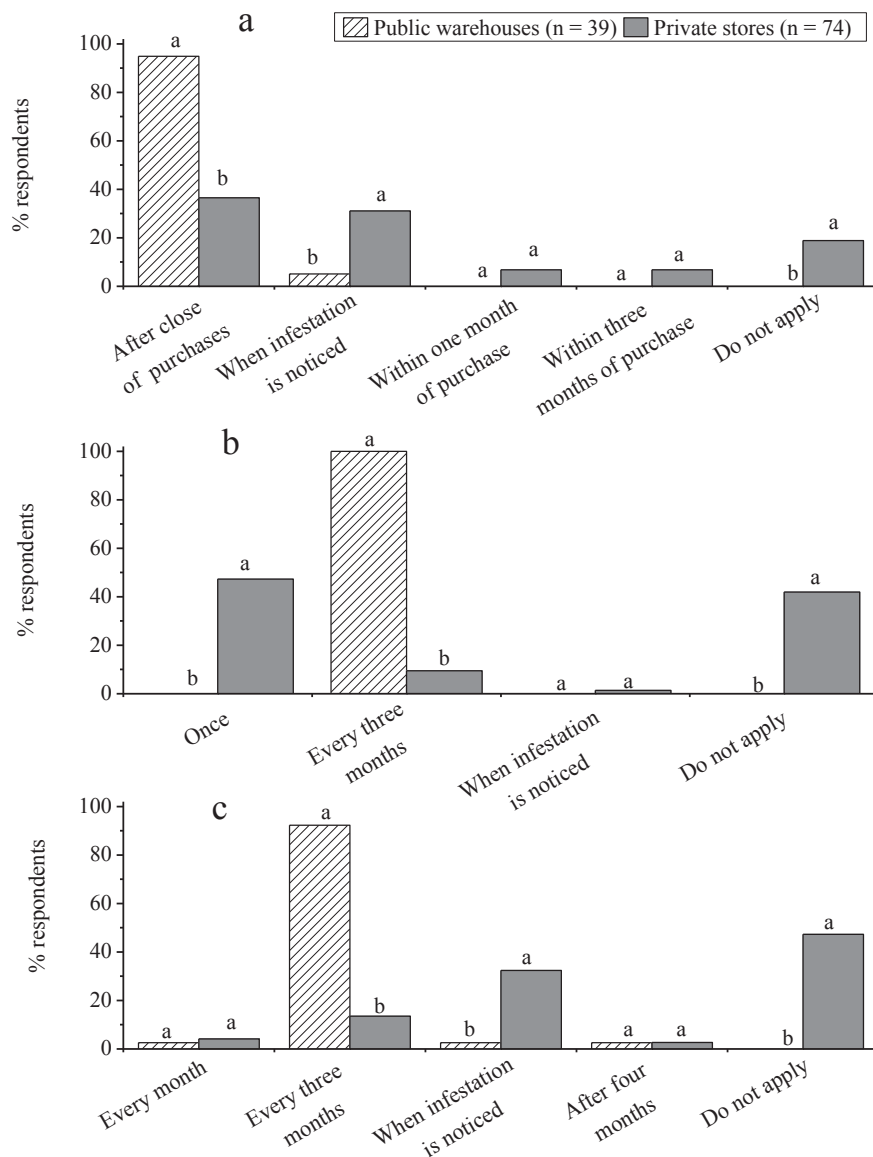 a
Public warehouses (n = 39) Private stores (n = 74)
100
80
60
40
20
0
% respondents
a
b
b
a
a
a
a
a
b
a
After close
of purchases
When infestation
is noticed
Within one month
of purchase
Within three
months of purchase
Do not apply
b
100
80
60
40
20
0
% respondents
b
a
a
b
a
a
b
a
Once
Every three
months
When infestation
is noticed
Do not apply
c
100
80
60
40
20
0
% respondents
a
a
a
b
b
a
a
a
b
a
Every month
Every three
months
When infestation
is noticed
After four
months
Do not apply